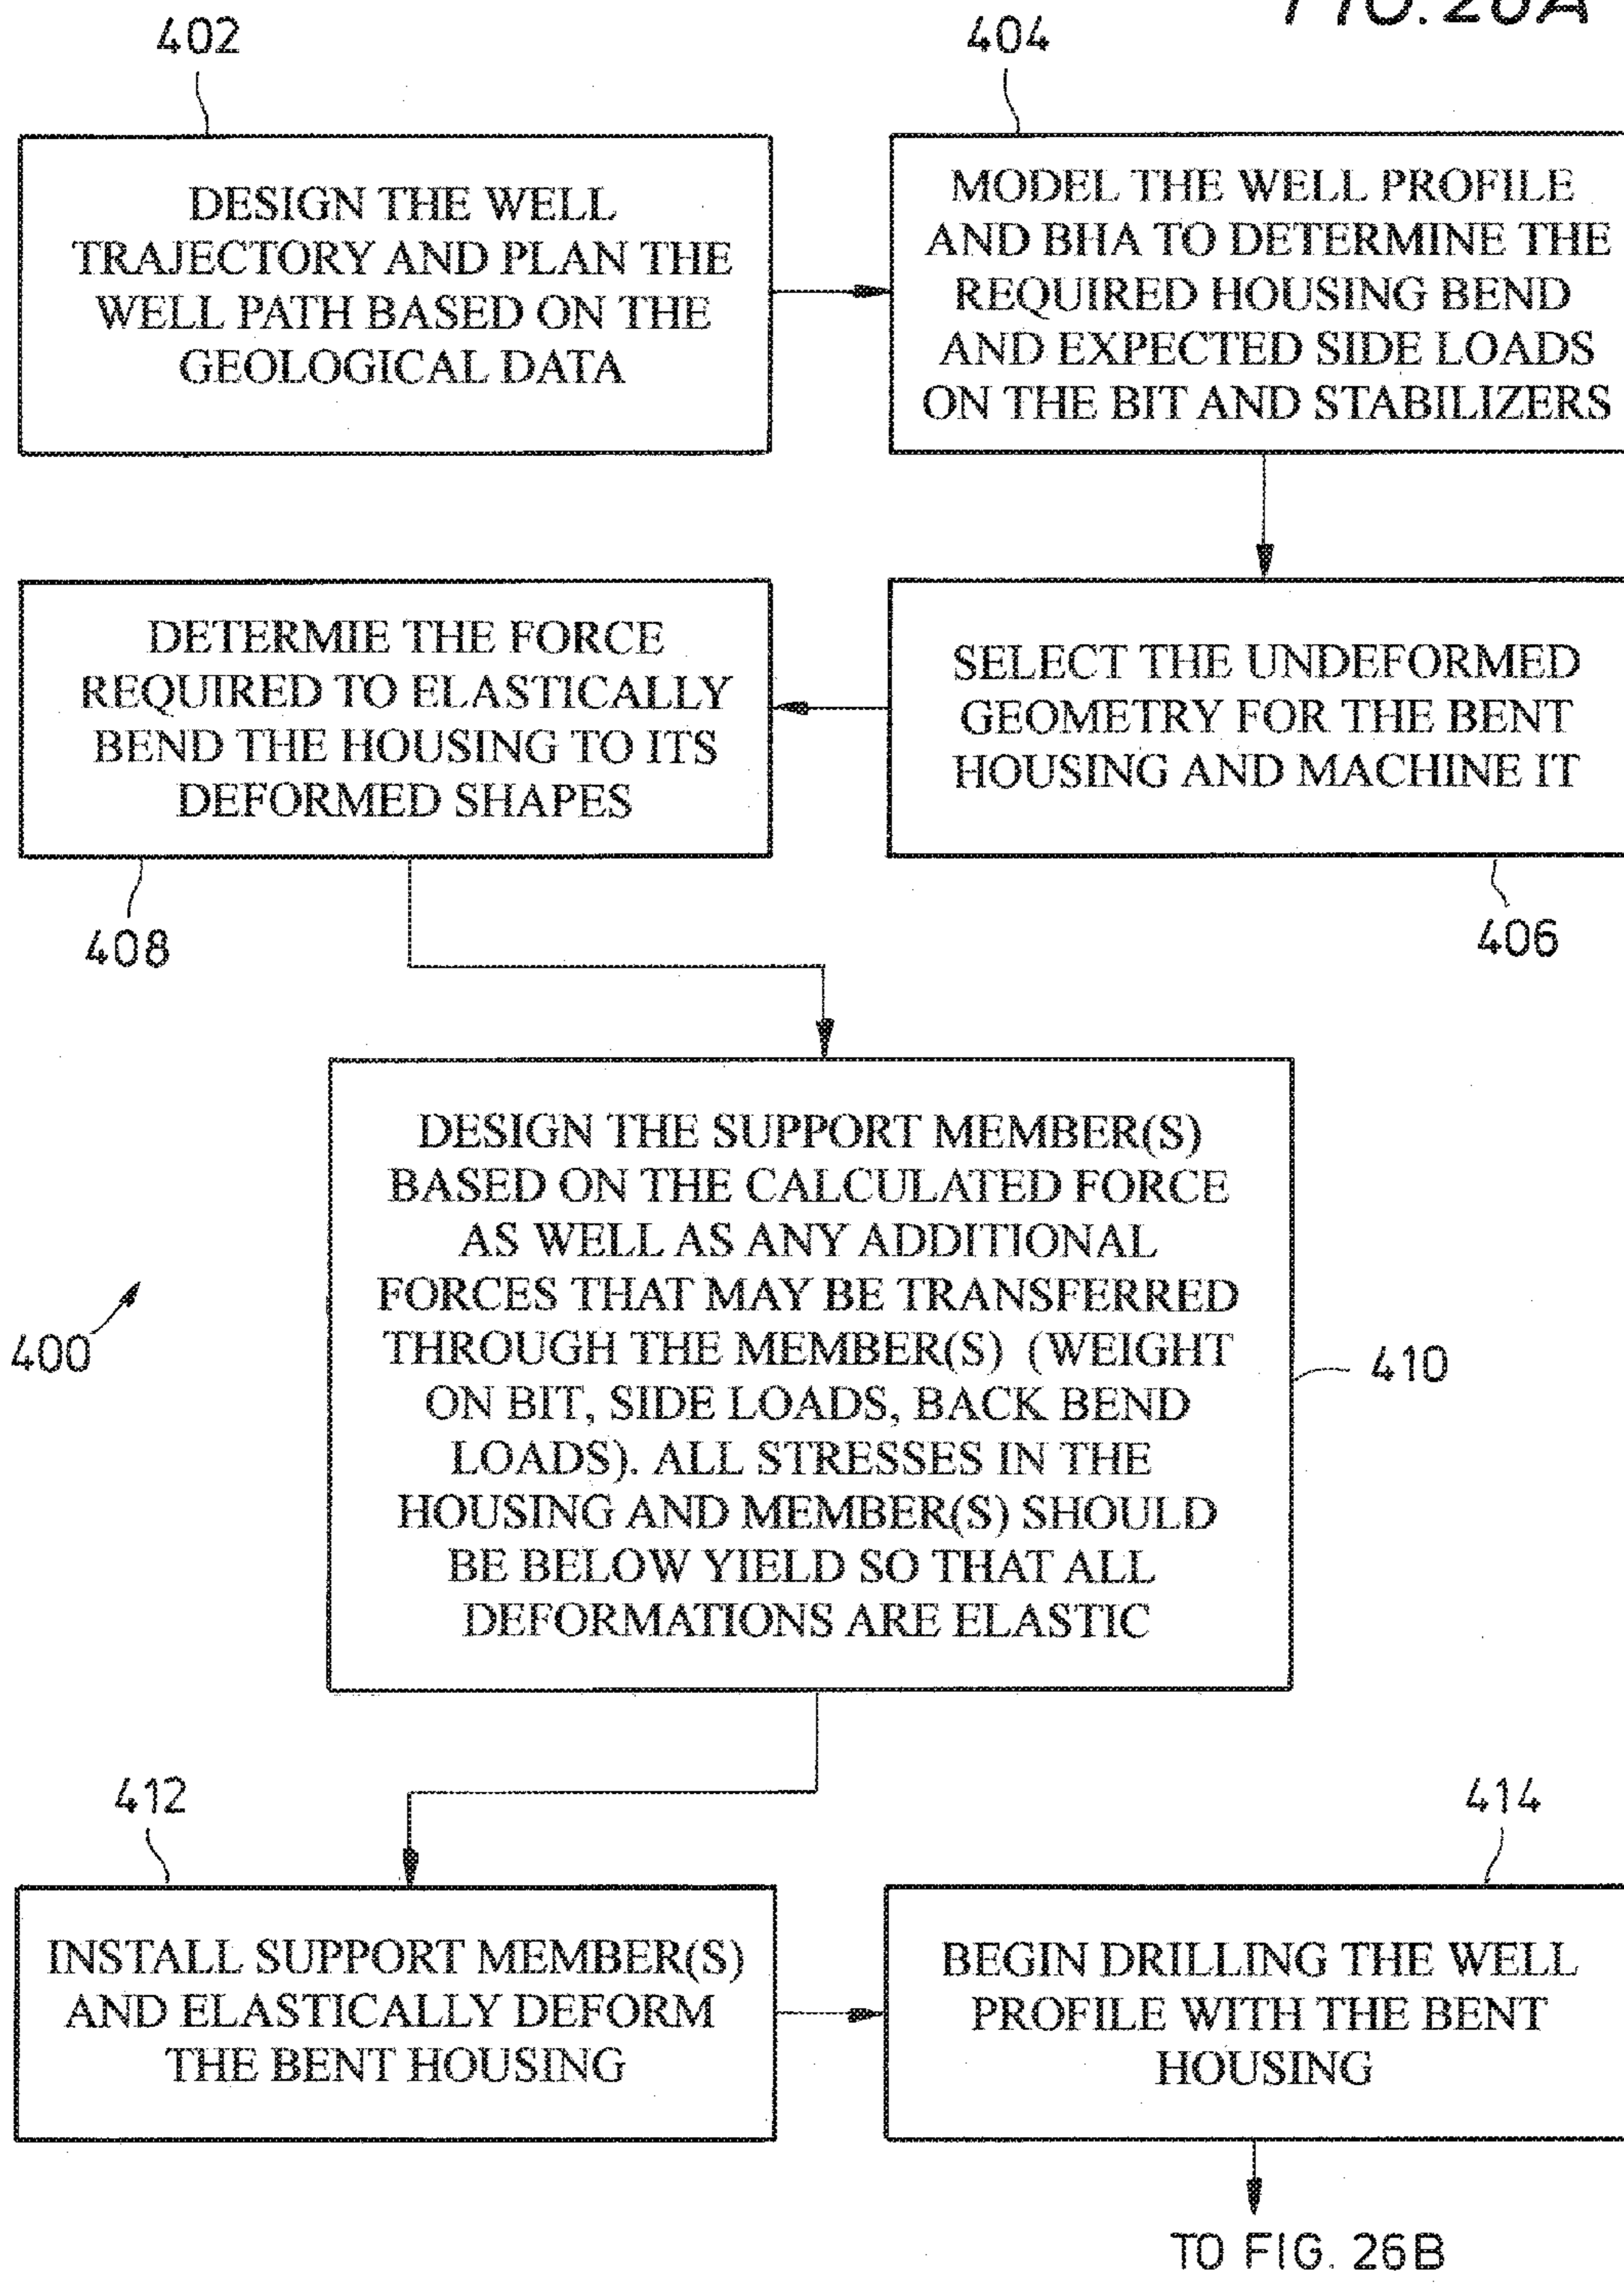 FIG. 26A
402
404
DESIGN THE WELL
TRAJECTORY AND PLAN THE
WELL PATH BASED ON THE
GEOLOGICAL DATA
MODEL THE WELL PROFILE
AND BHA TO DETERMINE THE
REQUIRED HOUSING BEND
AND EXPECTED SIDE LOADS
ON THE BIT AND STABILIZERS
DETERMIE THE FORCE
REQUIRED TO ELASTICALLY
BEND THE HOUSING TO ITS
DEFORMED SHAPES
SELECT THE UNDEFORMED
GEOMETRY FOR THE BENT
HOUSING AND MACHINE IT
408
406
DESIGN THE SUPPORT MEMBER(S)
BASED ON THE CALCULATED FORCE
AS WELL AS ANY ADDITIONAL
FORCES THAT MAY BE TRANSFERRED
THROUGH THE MEMBER(S) (WEIGHT
ON BIT, SIDE LOADS, BACK BEND
LOADS). ALL STRESSES IN THE
HOUSING AND MEMBER(S) SHOULD
BE BELOW YIELD SO THAT ALL
DEFORMATIONS ARE ELASTIC
400
410
412
414
INSTALL SUPPORT MEMBER(S)
AND ELASTICALLY DEFORM
THE BENT HOUSING
BEGIN DRILLING THE WELL
PROFILE WITH THE BENT
HOUSING
TO FIG. 26B